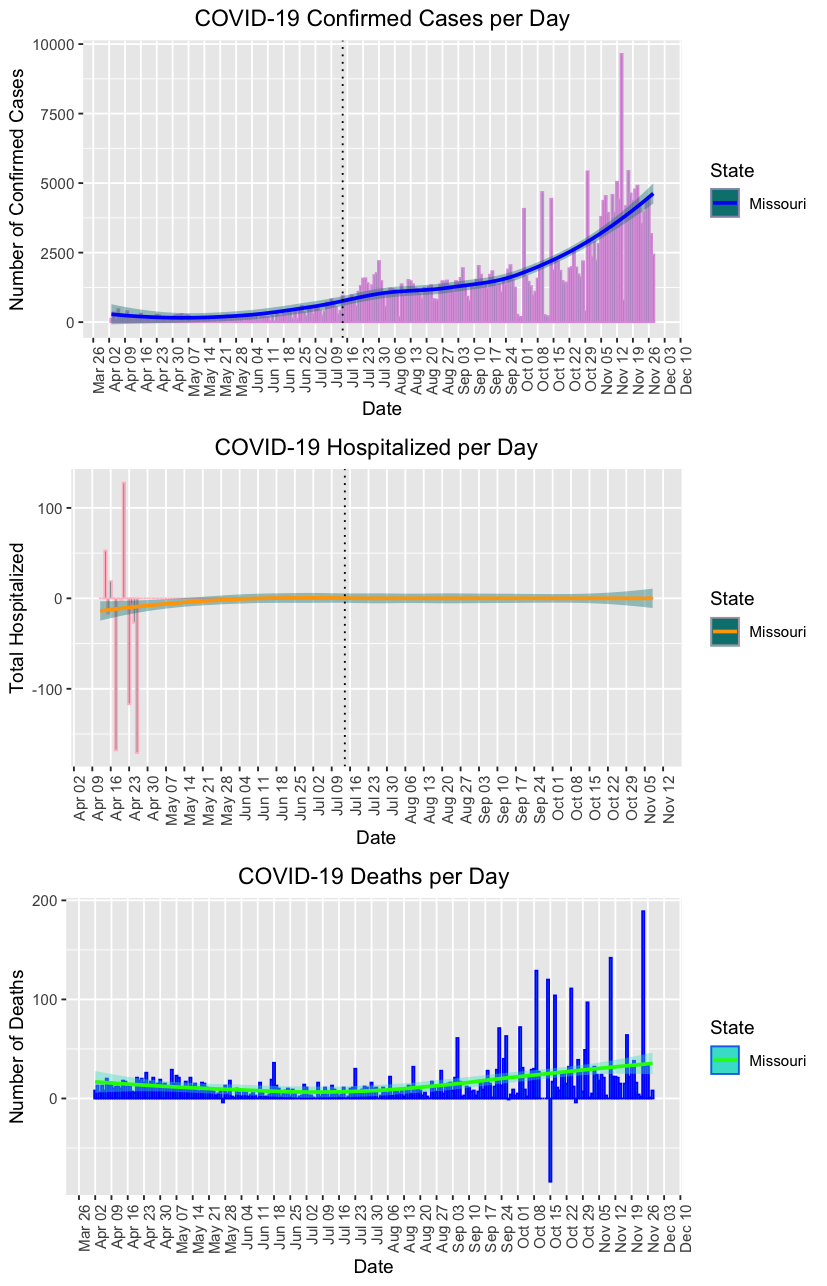 COVID-19 Confirmed Cases per Day
Number of Confirmed Cases
10000
7500
5000
2500
0
Mar 26
Apr 02
Apr 09
Apr 16
Apr 23
Apr 30
May 07
May 14
May 21
May 28
Jun 04
Jun 11
Jun 18
Jun 25
Jul 02
Jul 09
Jul 16
Jul 23
Jul 30
Aug 06
Aug 13
Aug 20
Aug 27
Sep 03
Sep 10
Sep 17
Sep 24
Oct 01
Oct 08
Oct 15
Oct 22
Oct 29
Nov 05
Nov 12
Nov 19
Nov 26
Dec 03
Dec 10
Date
State
Missouri
COVID-19 Hospitalized per Day
Total Hospitalized
100
0
-100
Apr 02
Apr 09
Apr 16
Apr 23
Apr 30
May 07
May 14
May 21
May 28
Jun 04
Jun 11
Jun 18
Jun 25
Jul 02
Jul 09
Jul 16
Jul 23
Jul 30
Aug 06
Aug 13
Aug 20
Aug 27
Sep 03
Sep 10
Sep 17
Sep 24
Oct 01
Oct 08
Oct 15
Oct 22
Oct 29
Nov 05
Nov 12
Date
State
Missouri
COVID-19 Deaths per Day
Number of Deaths
200
100
0
Mar 26
Apr 02
Apr 09
Apr 16
Apr 23
Apr 30
May 07
May 14
May 21
May 28
Jun 04
Jun 11
Jun 18
Jun 25
Jul 02
Jul 09
Jul 16
Jul 23
Jul 30
Aug 06
Aug 13
Aug 20
Aug 27
Sep 03
Sep 10
Sep 17
Sep 24
Oct 01
Oct 08
Oct 15
Oct 22
Oct 29
Nov 05
Nov 12
Nov 19
Nov 26
Dec 03
Dec 10
Date
State
Missouri